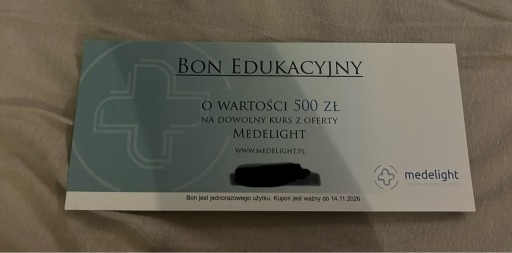 BON EDUKACYJNY
O WARTOŚCI 500 ZŁ
NA DOWOLNY KURS Z OFERTY
MEDELIGHT
WWW.MEDELIGHT.PL
medelight
Bon jest jednorazowego użytku. Kupon jest ważny do 14.11.2026